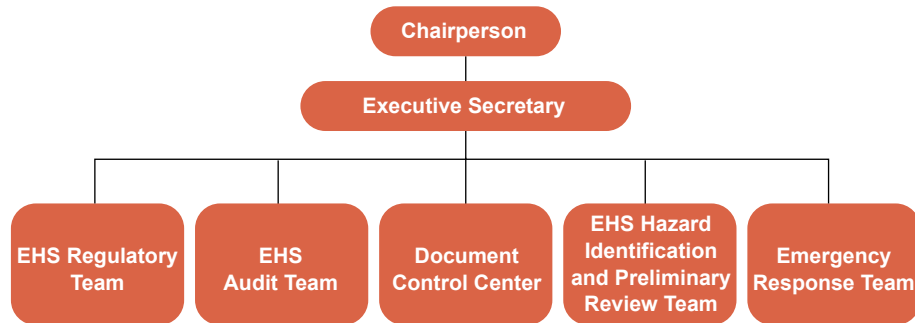 Chairperson
Executive Secretary
EHS Regulatory
Team
EHS
Audit Team
Document
Control Center
EHS Hazard
Identification
and Preliminary
Review Team
Emergency
Response Team